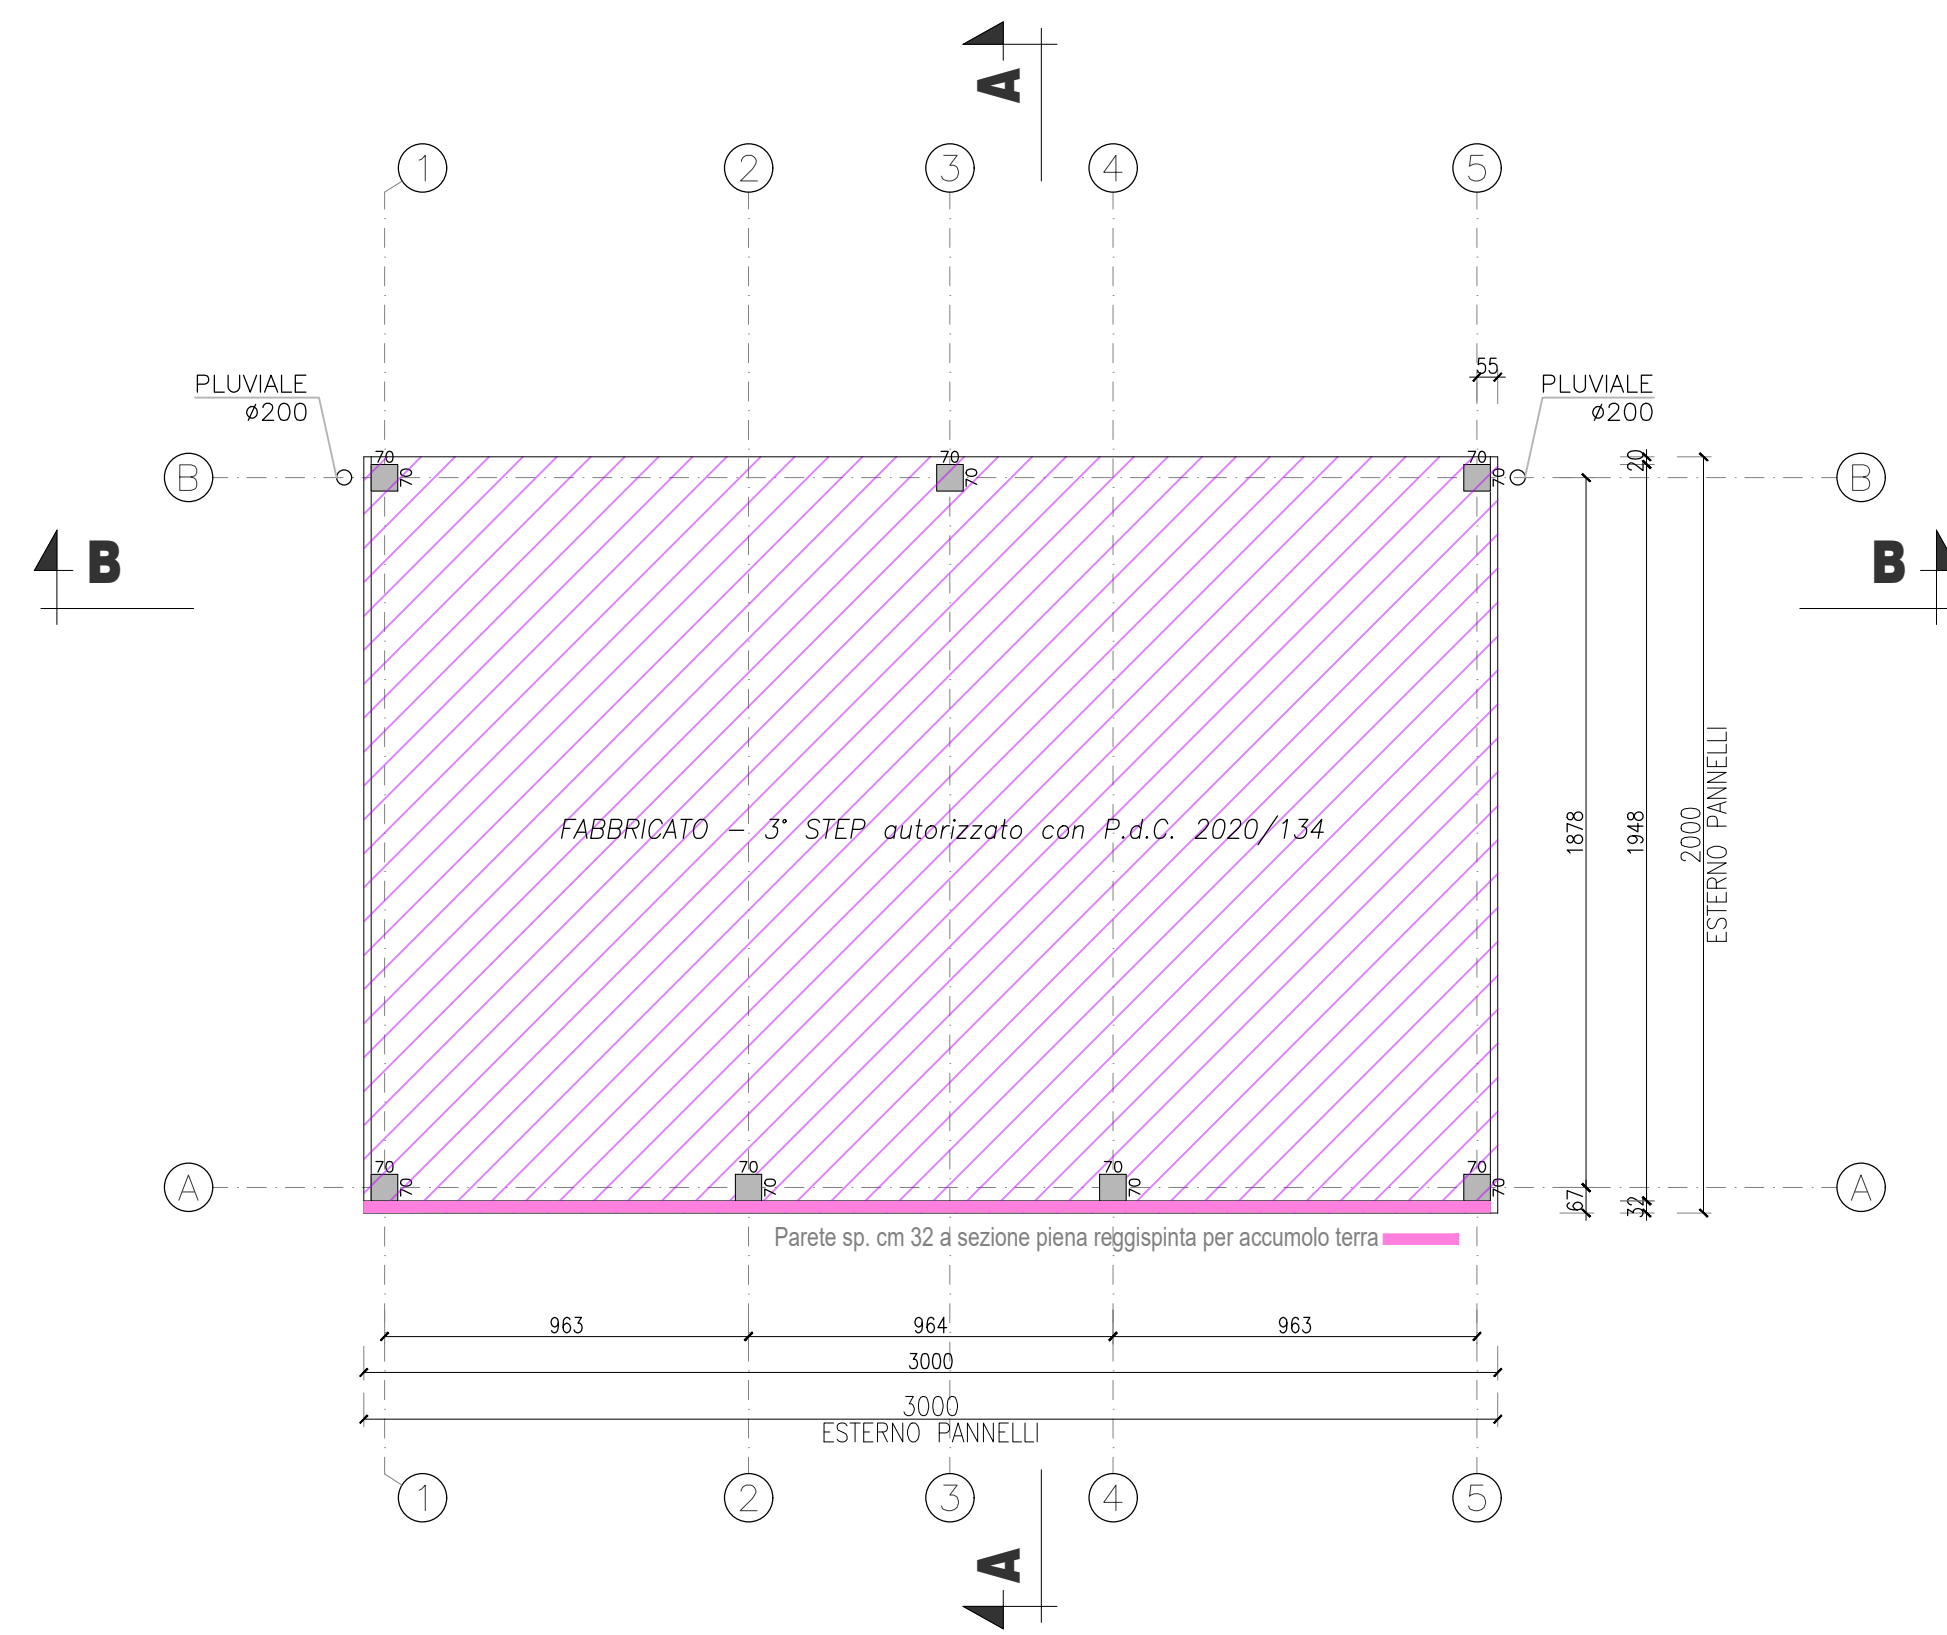 A
1 2 3 4 5
55
PLUVIALE
ø200
PLUVIALE
ø200
20
70 70 70
70 70 70
B B
B B
FABBRICATO - 3° STEP autorizzato con P.d.C. 2020/134
1878
1948
2000
ESTERNO PANNELLI
70 70 70 70
70 70 70 70
A A
67
32
Parete sp. cm 32 a sezione piena reggispinta per accumolo terra
963 964 963
3000
3000
ESTERNO PANNELLI
1 2 3 4 5
A